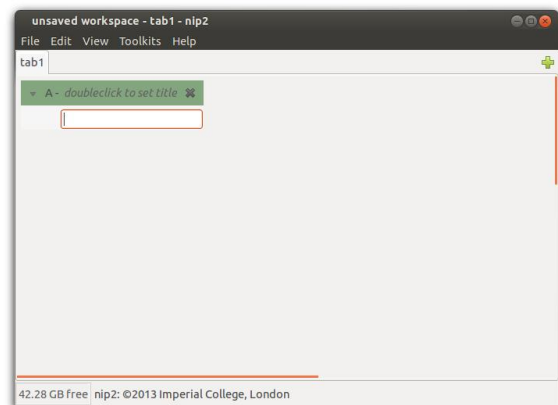 unsaved workspace - tab1 - nip2
File Edit View Toolkits Help
tab1
A - doubleclick to set title
42.28 GB free nip2: ©2013 Imperial College, London